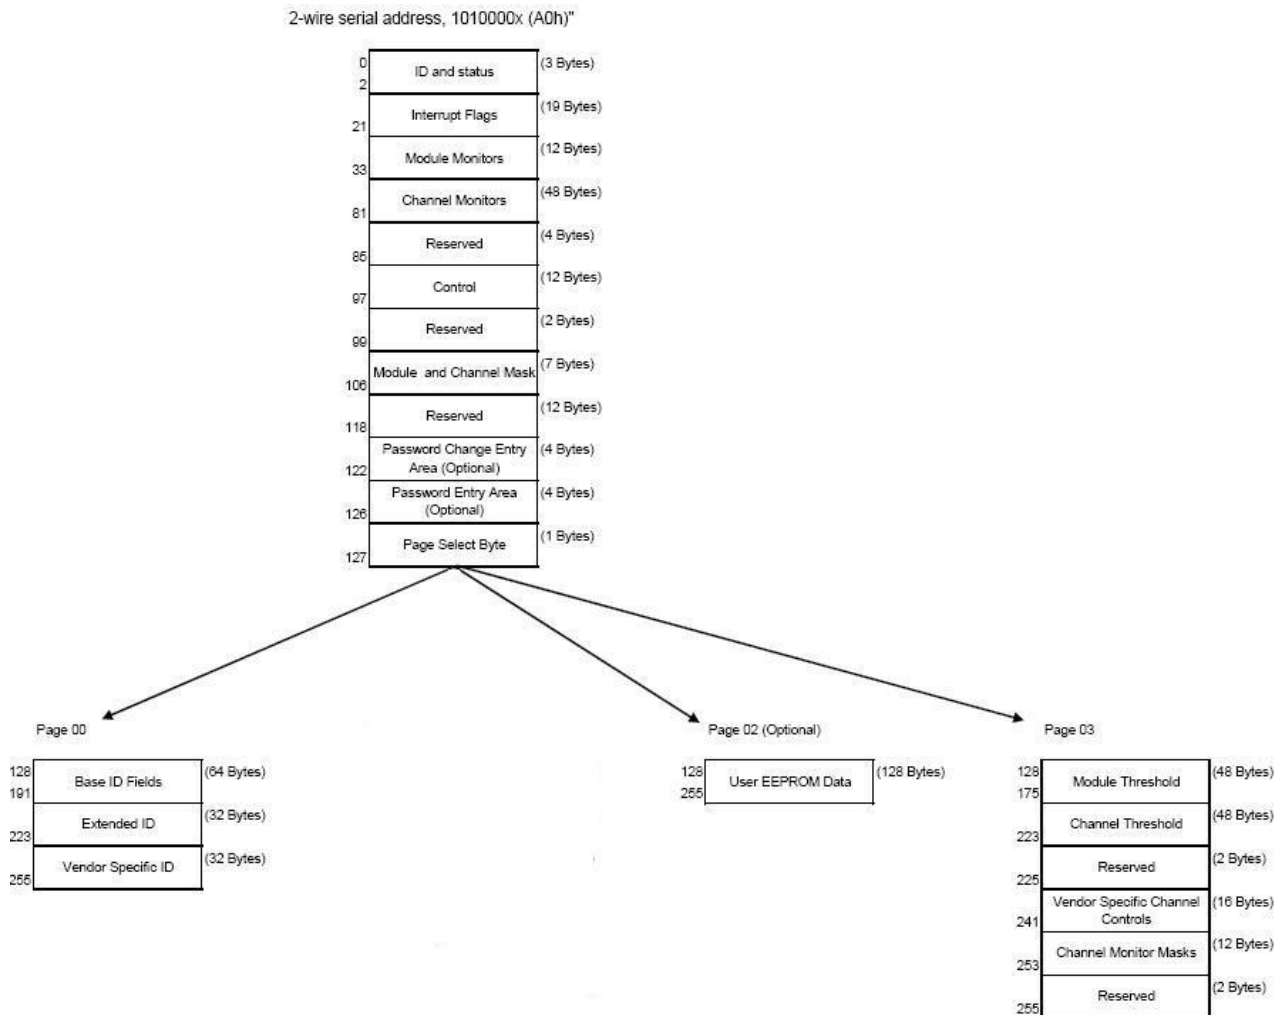 2-wire serial address, 1010000x (A0h)"
0
2
ID and status
(3 Bytes)
21
Interrupt Flags
(19 Bytes)
33
Module Monitors
(12 Bytes)
81
Channel Monitors
(48 Bytes)
85
Reserved
(4 Bytes)
97
Control
(12 Bytes)
99
Reserved
(2 Bytes)
106
Module and Channel Mask
(7 Bytes)
118
Reserved
(12 Bytes)
122
Password Change Entry
Area (Optional)
(4 Bytes)
126
Password Entry Area
(Optional)
(4 Bytes)
127
Page Select Byte
(1 Bytes)
Page 00
128
191
Base ID Fields
(64 Bytes)
223
Extended ID
(32 Bytes)
255
Vendor Specific ID
(32 Bytes)
Page 02 (Optional)
128
255
User EEPROM Data
(128 Bytes)
Page 03
128
175
Module Threshold
(48 Bytes)
223
Channel Threshold
(48 Bytes)
225
Reserved
(2 Bytes)
241
Vendor Specific Channel
Controls
(16 Bytes)
253
Channel Monitor Masks
(12 Bytes)
255
Reserved
(2 Bytes)